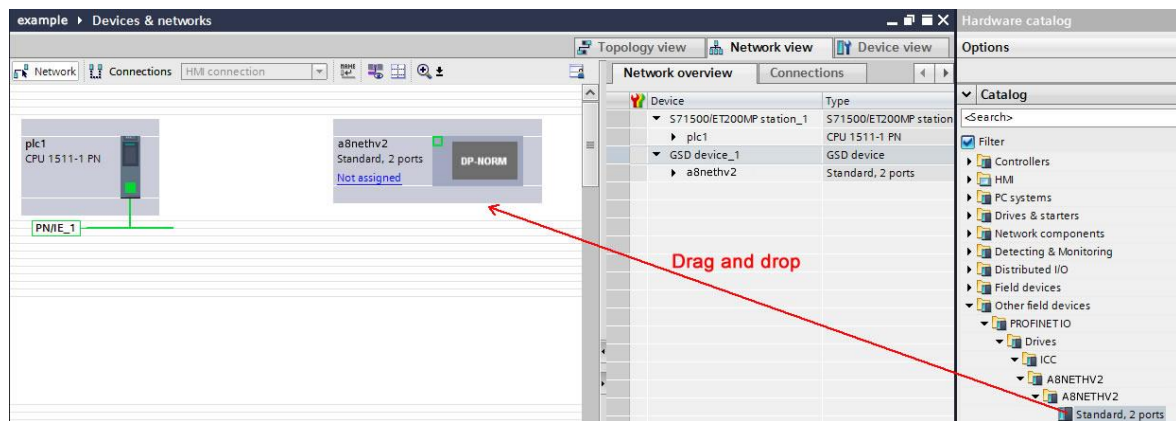 example ▸ Devices & networks
Topology view
Network view
Device view
Network
Connections
HMI connection
plc1
CPU 1511-1 PN
a8nethv2
Standard, 2 ports
Not assigned
DP-NORM
PN/IE_1
Drag and drop
Network overview
Connections
Device
Type
S71500/ET200MP station_1
S71500/ET200MP station
plc1
CPU 1511-1 PN
GSD device_1
GSD device
a8nethv2
Standard, 2 ports
Hardware catalog
Options
Catalog
<Search>
Filter
Controllers
HMI
PC systems
Drives & starters
Network components
Detecting & Monitoring
Distributed I/O
Field devices
Other field devices
PROFINET IO
Drives
ICC
A8NETHV2
A8NETHV2
Standard, 2 ports